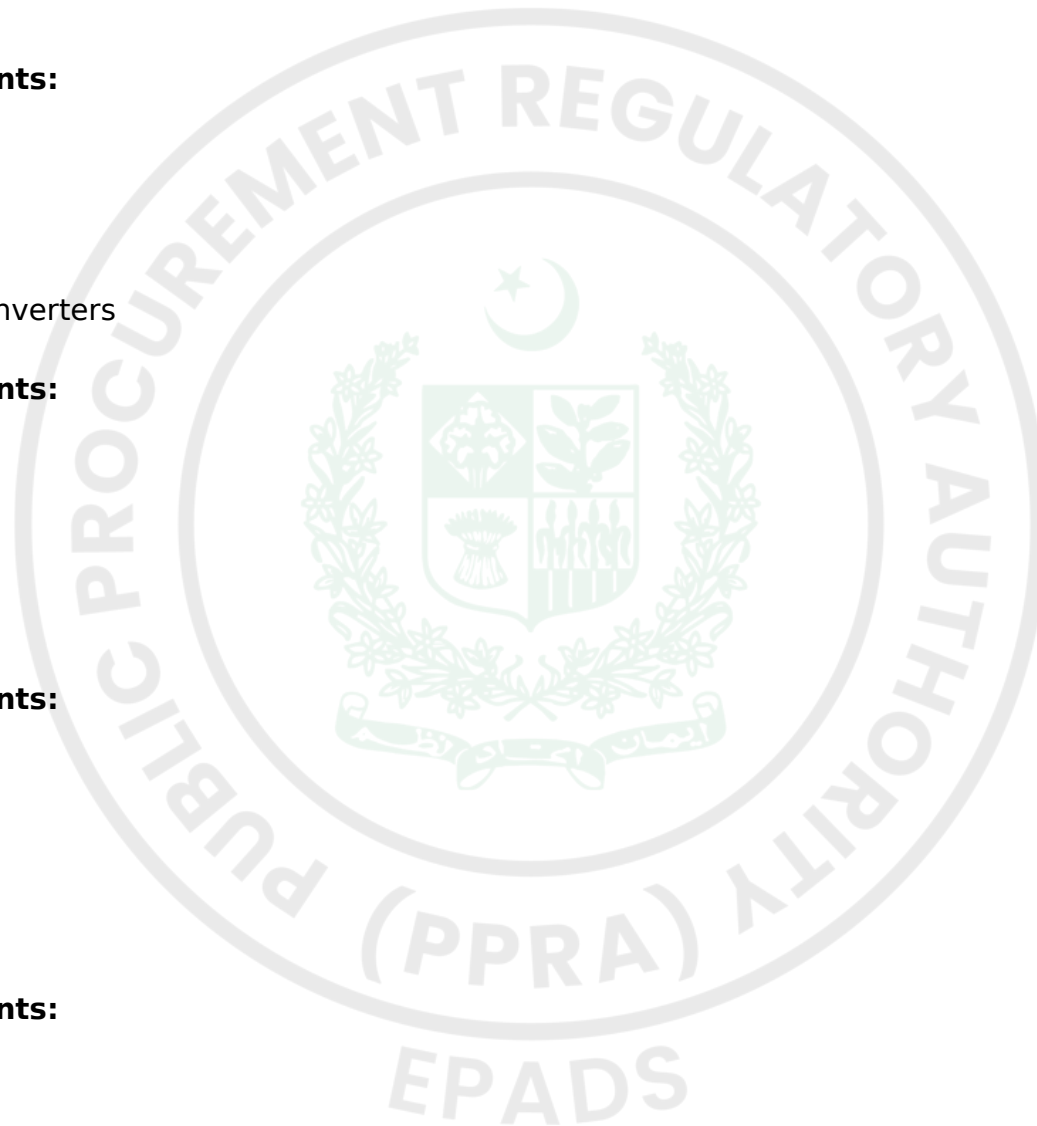 nts:
nverters
nts:
nts:
nts:
PUBLIC PROCUREMENT REGULATORY AUTHORITY
(PPRA)
EPADS